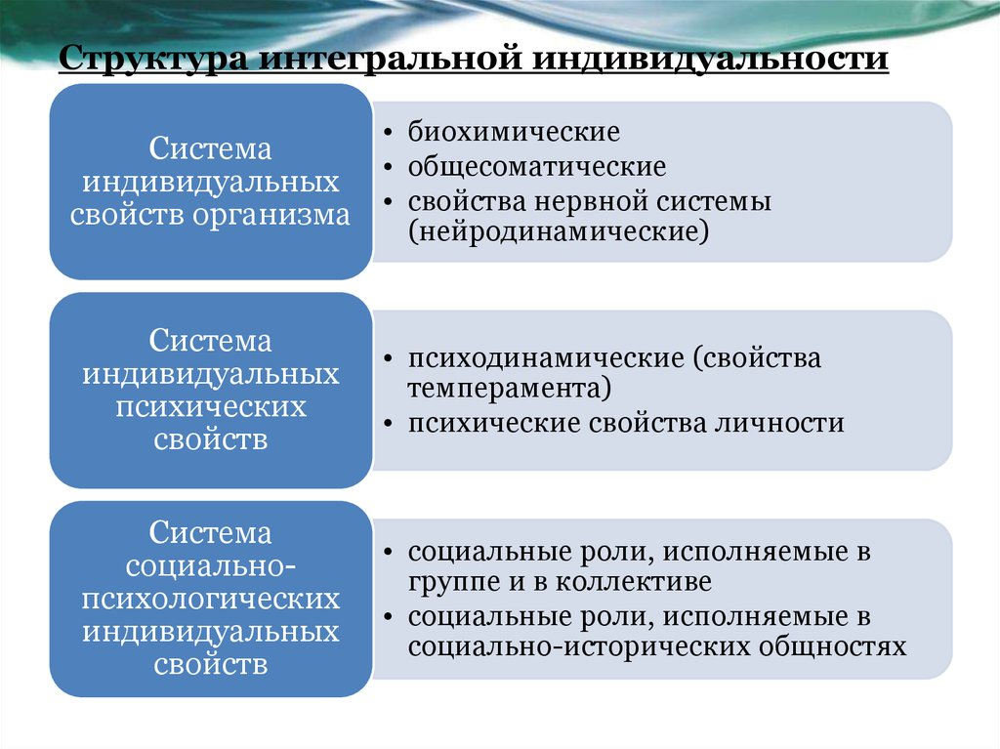 Структура интегральной индивидуальности
Система
индивидуальных
свойств организма
• биохимические
• общесоматические
• свойства нервной системы
(нейродинамические)
Система
индивидуальных
психических
свойств
• психодинамические (свойства
темперамента)
• психические свойства личности
Система
социально-
психологических
индивидуальных
свойств
• социальные роли, исполняемые в
группе и в коллективе
• социальные роли, исполняемые в
социально-исторических общностях